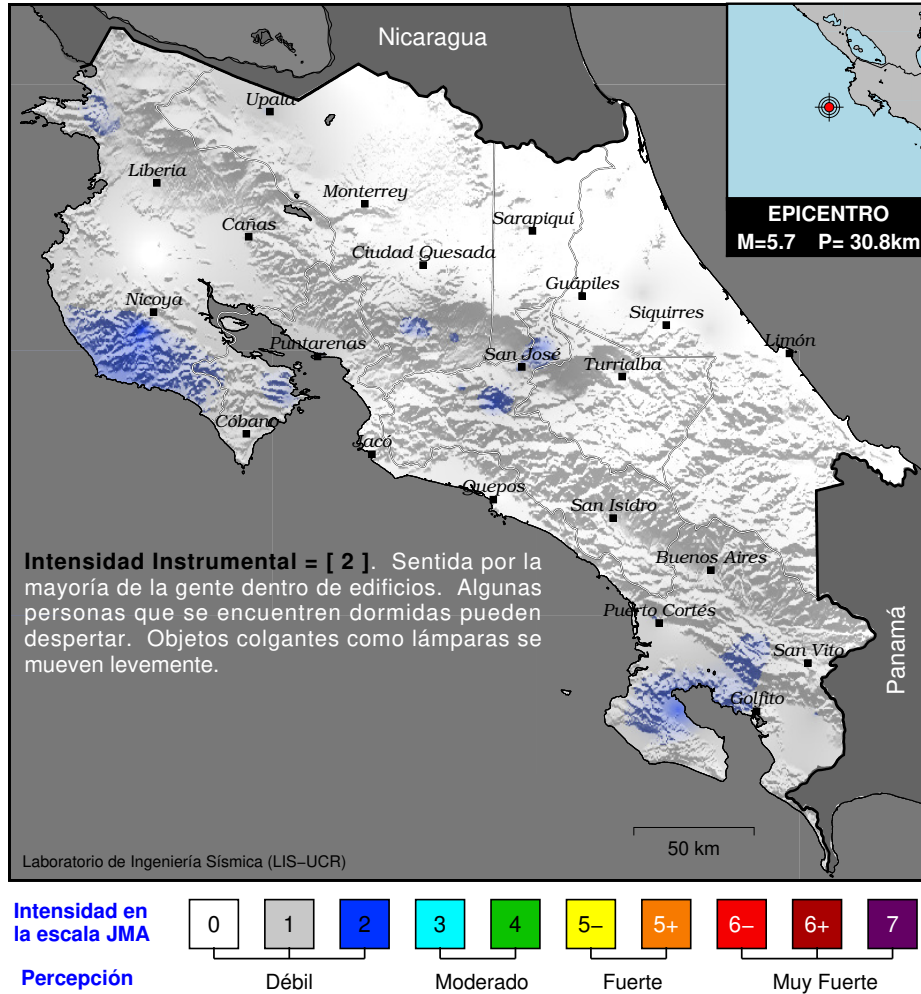 Nicaragua
Upala
Liberia
Monterrey
Cañas
Sarapiquí
Ciudad Quesada
Guápiles
Nicoya
Siquirres
Puntarenas
San José
Limón
Turrialba
Cóbano
Jacó
Quepos
San Isidro
Buenos Aires
Puerto Cortés
San Vito
Golfito
Panamá
EPICENTRO
M=5.7 P= 30.8km
Intensidad Instrumental = [ 2 ]. Sentida por la
mayoría de la gente dentro de edificios. Algunas
personas que se encuentren dormidas pueden
despertar. Objetos colgantes como lámparas se
mueven levemente.
50 km
Laboratorio de Ingeniería Sísmica (LIS−UCR)
Intensidad en
la escala JMA
0 1 2 3 4 5− 5+ 6− 6+ 7
Percepción
Débil Moderado Fuerte Muy Fuerte